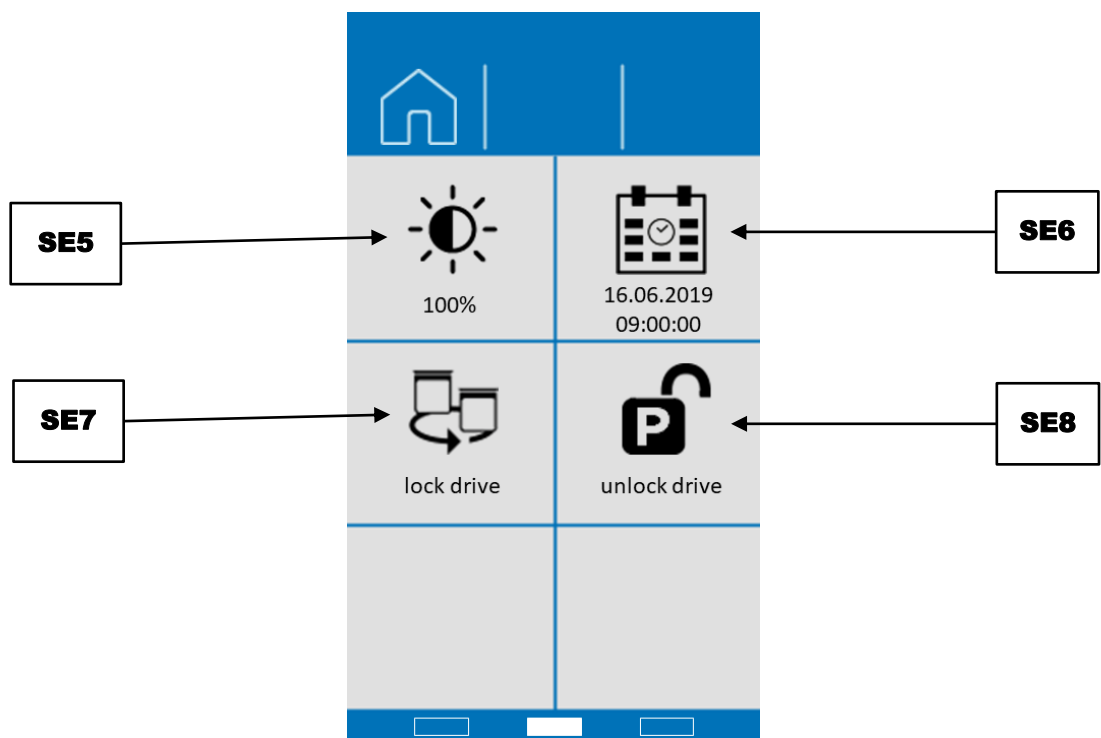 SE5
100%
SE6
16.06.2019
09:00:00
SE7
lock drive
P
unlock drive
SE8